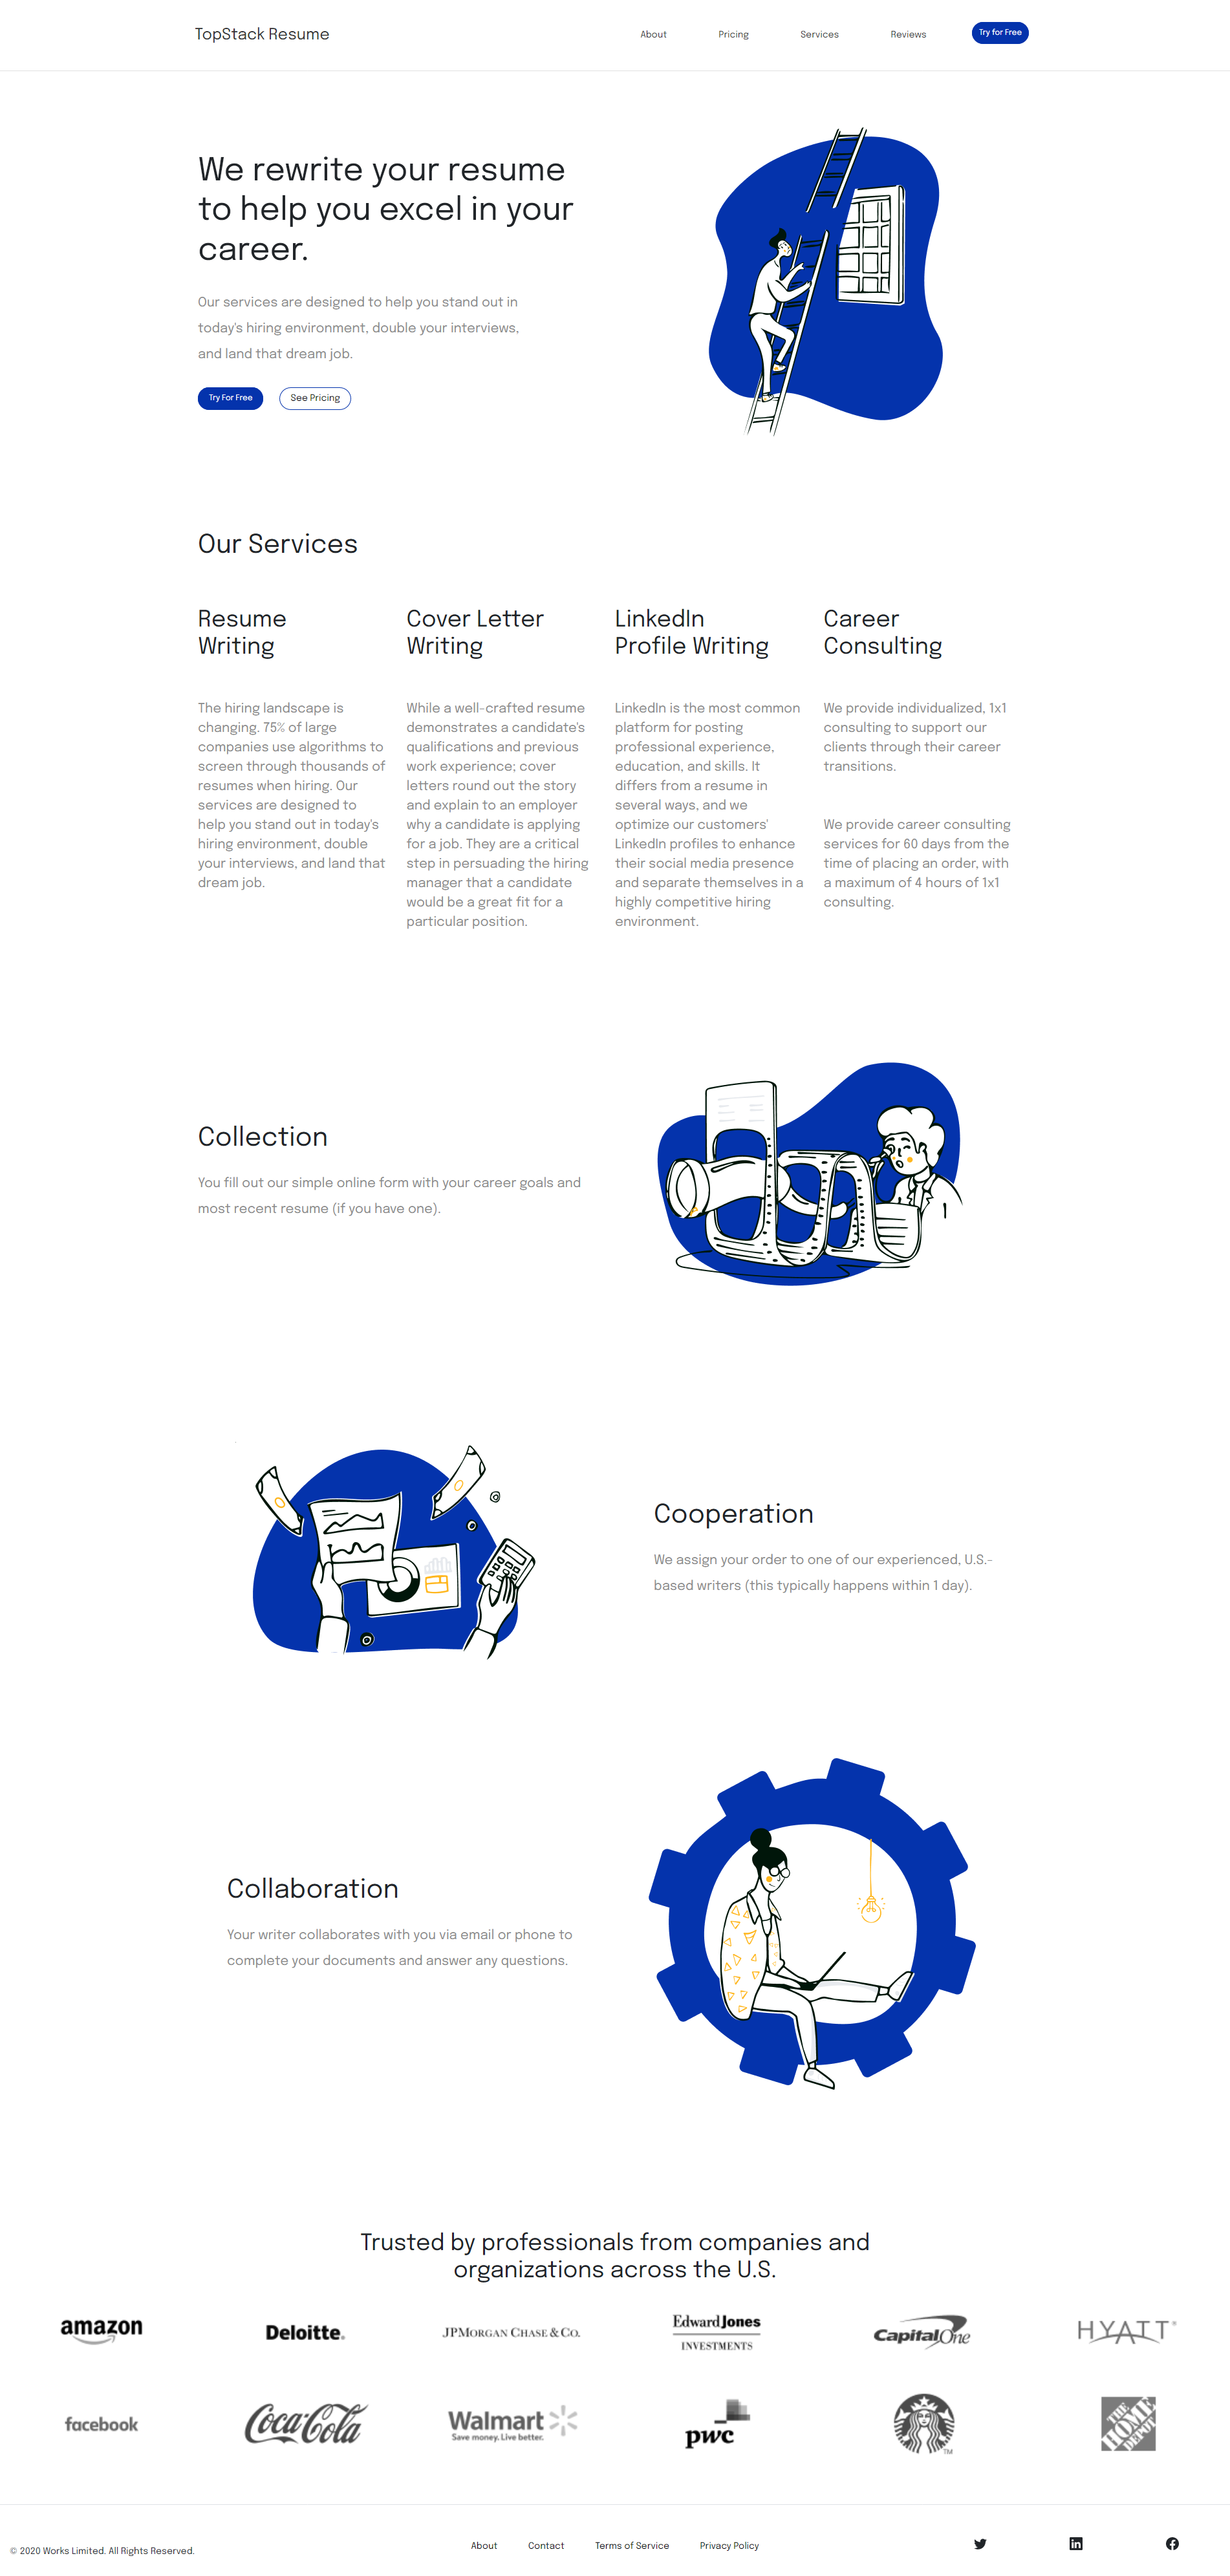 TopStack Resume
About
Pricing
Services
Reviews
Try for Free
We rewrite your resume
to help you excel in your
career.
Our services are designed to help you stand out in
today's hiring environment, double your interviews,
and land that dream job.
Try For Free
See Pricing
Our Services
Resume
Writing
The hiring landscape is
changing. 75% of large
companies use algorithms to
screen through thousands of
resumes when hiring. Our
services are designed to
help you stand out in today's
hiring environment, double
your interviews, and land that
dream job.
Cover Letter
Writing
While a well-crafted resume
demonstrates a candidate's
qualifications and previous
work experience; cover
letters round out the story
and explain to an employer
why a candidate is applying
for a job. They are a critical
step in persuading the hiring
manager that a candidate
would be a great fit for a
particular position.
LinkedIn
Profile Writing
LinkedIn is the most common
platform for posting
professional experience,
education, and skills. It
differs from a resume in
several ways, and we
optimize our customers'
LinkedIn profiles to enhance
their social media presence
and separate themselves in a
highly competitive hiring
environment.
Career
Consulting
We provide individualized, 1x1
consulting to support our
clients through their career
transitions.
We provide career consulting
services for 60 days from the
time of placing an order, with
a maximum of 4 hours of 1x1
consulting.
Collection
You fill out our simple online form with your career goals and
most recent resume (if you have one).
Cooperation
We assign your order to one of our experienced, U.S.-
based writers (this typically happens within 1 day).
Collaboration
Your writer collaborates with you via email or phone to
complete your documents and answer any questions.
Trusted by professionals from companies and
organizations across the U.S.
amazon
Deloitte.
JPMORGAN CHASE & CO.
Edward Jones
INVESTMENTS
Capital One
HYATT®
facebook
Coca-Cola
Walmart
Save money. Live better.
pwc
TM
THE
HOME
DEPOT
© 2020 Works Limited. All Rights Reserved.
About
Contact
Terms of Service
Privacy Policy
in
f